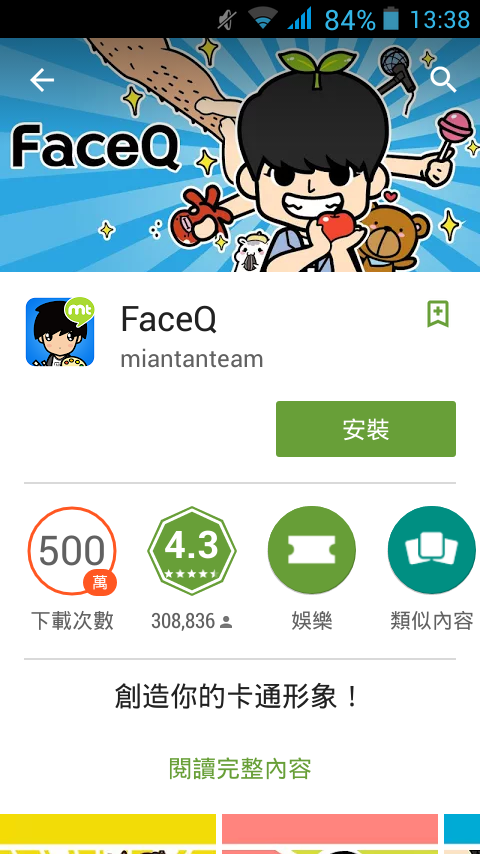 84% 13:38
FaceQ
mt
FaceQ
miantanteam
安裝
500
萬
4.3
下載次數
308,836
娛樂
類似內容
創造你的卡通形象！
閱讀完整內容